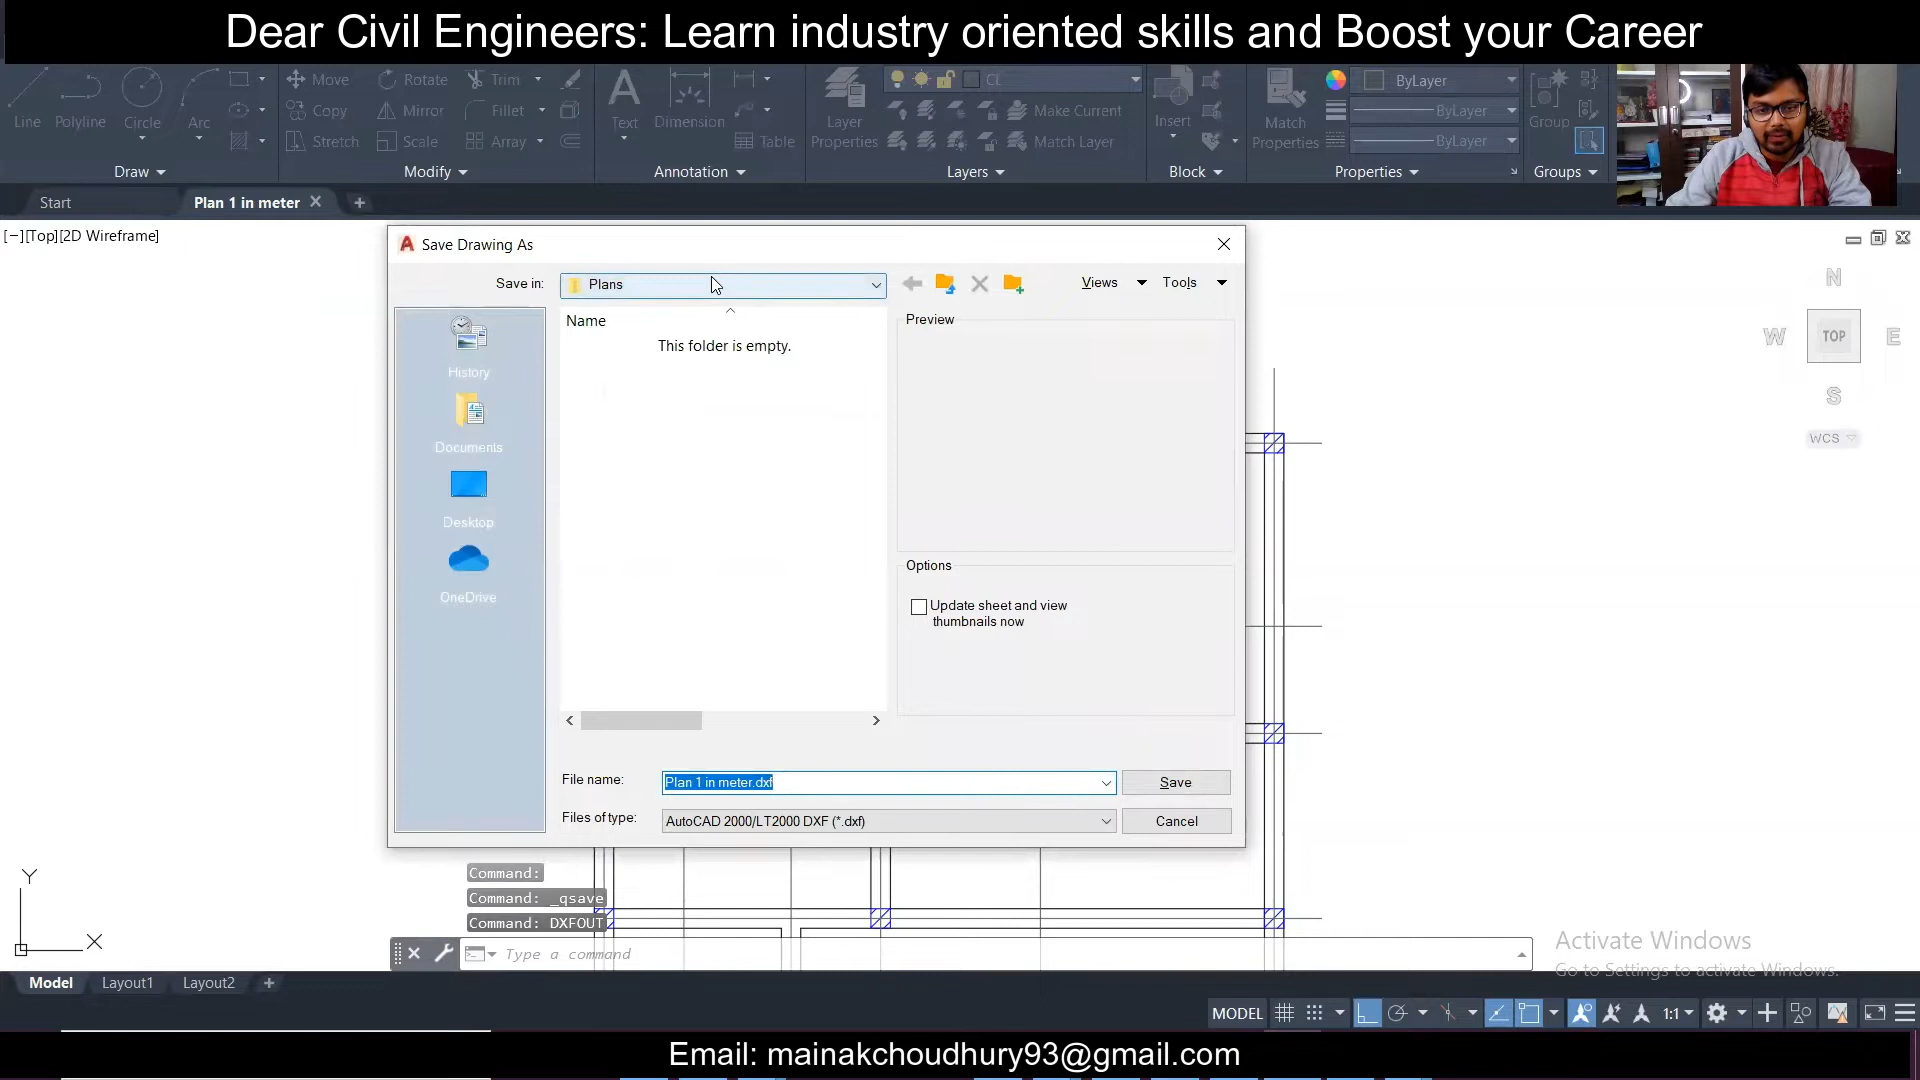 Dear Civil Engineers: Learn industry oriented skills and Boost your Career
Line
Polyline
Circle
Arc
Move
Rotate
Trim
Copy
Mirror
Fillet
Stretch
Scale
Array
Text
Dimension
Table
Layer
Properties
CL
Make Current
Match Layer
Insert
Match
Properties
ByLayer
ByLayer
ByLayer
Group
Draw
Modify
Annotation
Layers
Block
Properties
Groups
Start
Plan 1 in meter
[−][Top][2D Wireframe]
Save Drawing As
Save in:
Plans
Views
Tools
Name
This folder is empty.
Preview
History
Documents
Desktop
OneDrive
Options
Update sheet and view
thumbnails now
File name:
Plan 1 in meter.dxf
Save
Files of type:
AutoCAD 2000/LT2000 DXF (*.dxf)
Cancel
N
W
TOP
E
S
WCS
Command:
Command: _qsave
Command: DXFOUT
Type a command
Y
X
Activate Windows
Go to Settings to activate Windows.
Model
Layout1
Layout2
MODEL
1:1
Email: mainakchoudhury93@gmail.com